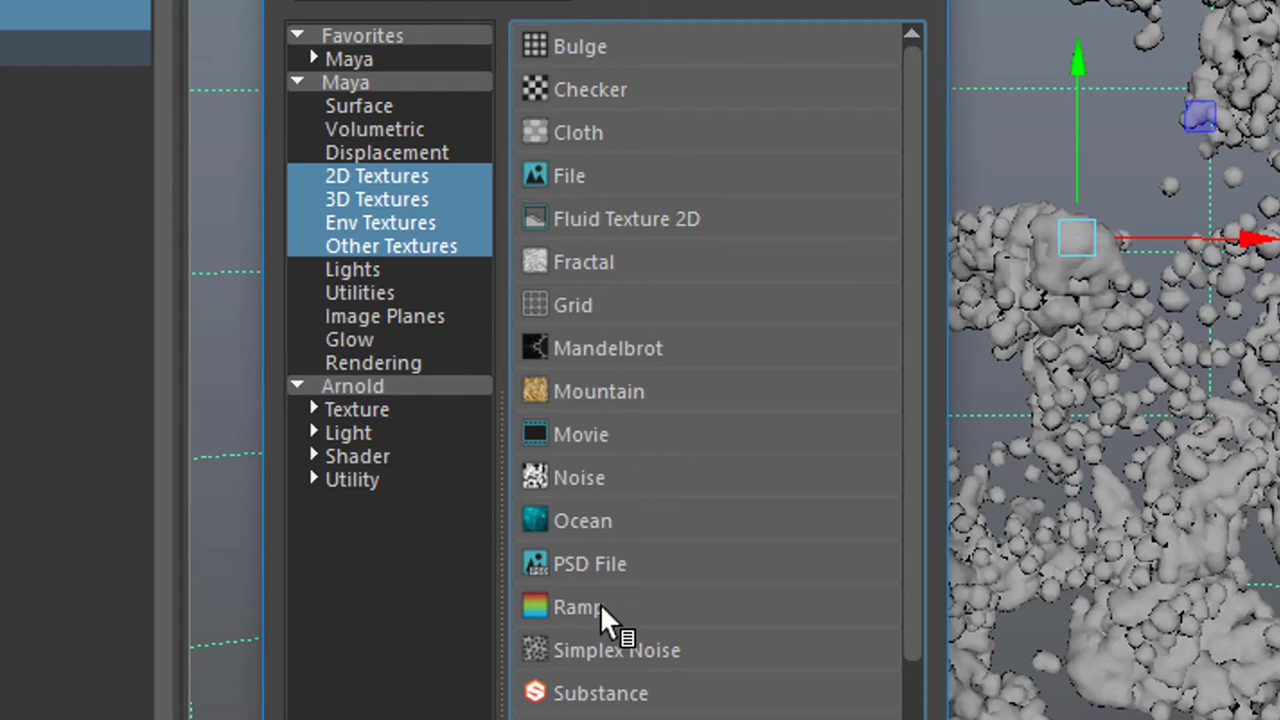 Favorites
Maya
Maya
Surface
Volumetric
Displacement
2D Textures
3D Textures
Env Textures
Other Textures
Lights
Utilities
Image Planes
Glow
Rendering
Arnold
Texture
Light
Shader
Utility
Bulge
Checker
Cloth
File
Fluid Texture 2D
Fractal
Grid
Mandelbrot
Mountain
Movie
Noise
Ocean
PSD File
Ramp
Simplex Noise
Substance